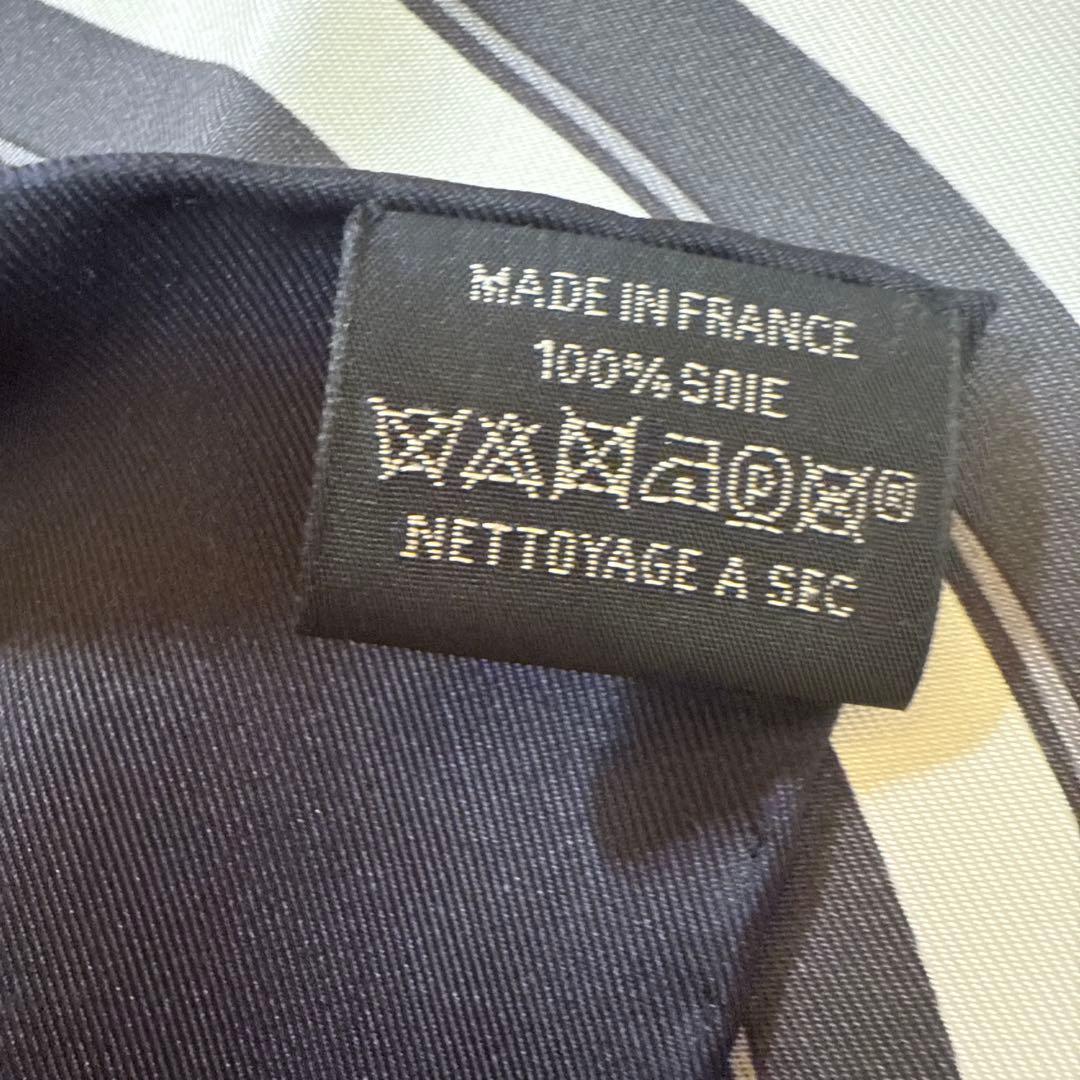 MADE IN FRANCE
100% SOIE
P
NETTOYAGE A SEC